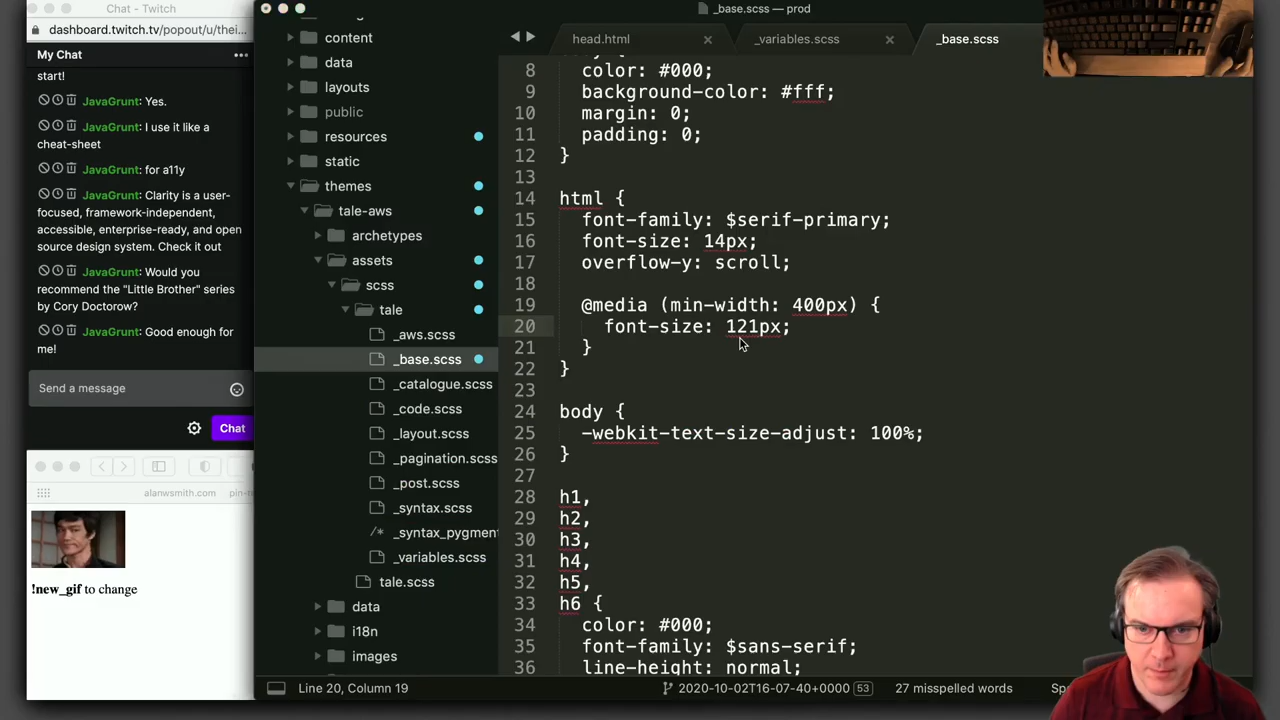 Chat - Twitch
dashboard.twitch.tv/popout/u/thei
My Chat
start!
JavaGrunt: Yes.
JavaGrunt: I use it like a
cheat-sheet
JavaGrunt: for a11y
JavaGrunt: Clarity is a user-
focused, framework-independent,
accessible, enterprise-ready, and open
source design system. Check it out
JavaGrunt: Would you
recommend the "Little Brother" series
by Cory Doctorow?
JavaGrunt: Good enough for
me!
Send a message
Chat
alanwsmith.com pin-t
!new_gif to change
_base.scss — prod
content
data
layouts
public
resources
static
themes
tale-aws
archetypes
assets
scss
tale
_aws.scss
_base.scss
_catalogue.scss
_code.scss
_layout.scss
_pagination.scss
_post.scss
_syntax.scss
/* _syntax_pygment
_variables.scss
tale.scss
data
i18n
images
head.html
_variables.scss
_base.scss
8 color: #000;
9 background-color: #fff;
10 margin: 0;
11 padding: 0;
12 }
13
14 html {
15 font-family: $serif-primary;
16 font-size: 14px;
17 overflow-y: scroll;
18
19 @media (min-width: 400px) {
20 font-size: 121px;
21 }
22 }
23
24 body {
25 -webkit-text-size-adjust: 100%;
26 }
27
28 h1,
29 h2,
30 h3,
31 h4,
32 h5,
33 h6 {
34 color: #000;
35 font-family: $sans-serif;
36 line-height: normal;
Line 20, Column 19
2020-10-02T16-07-40+0000 53
27 misspelled words
Sp